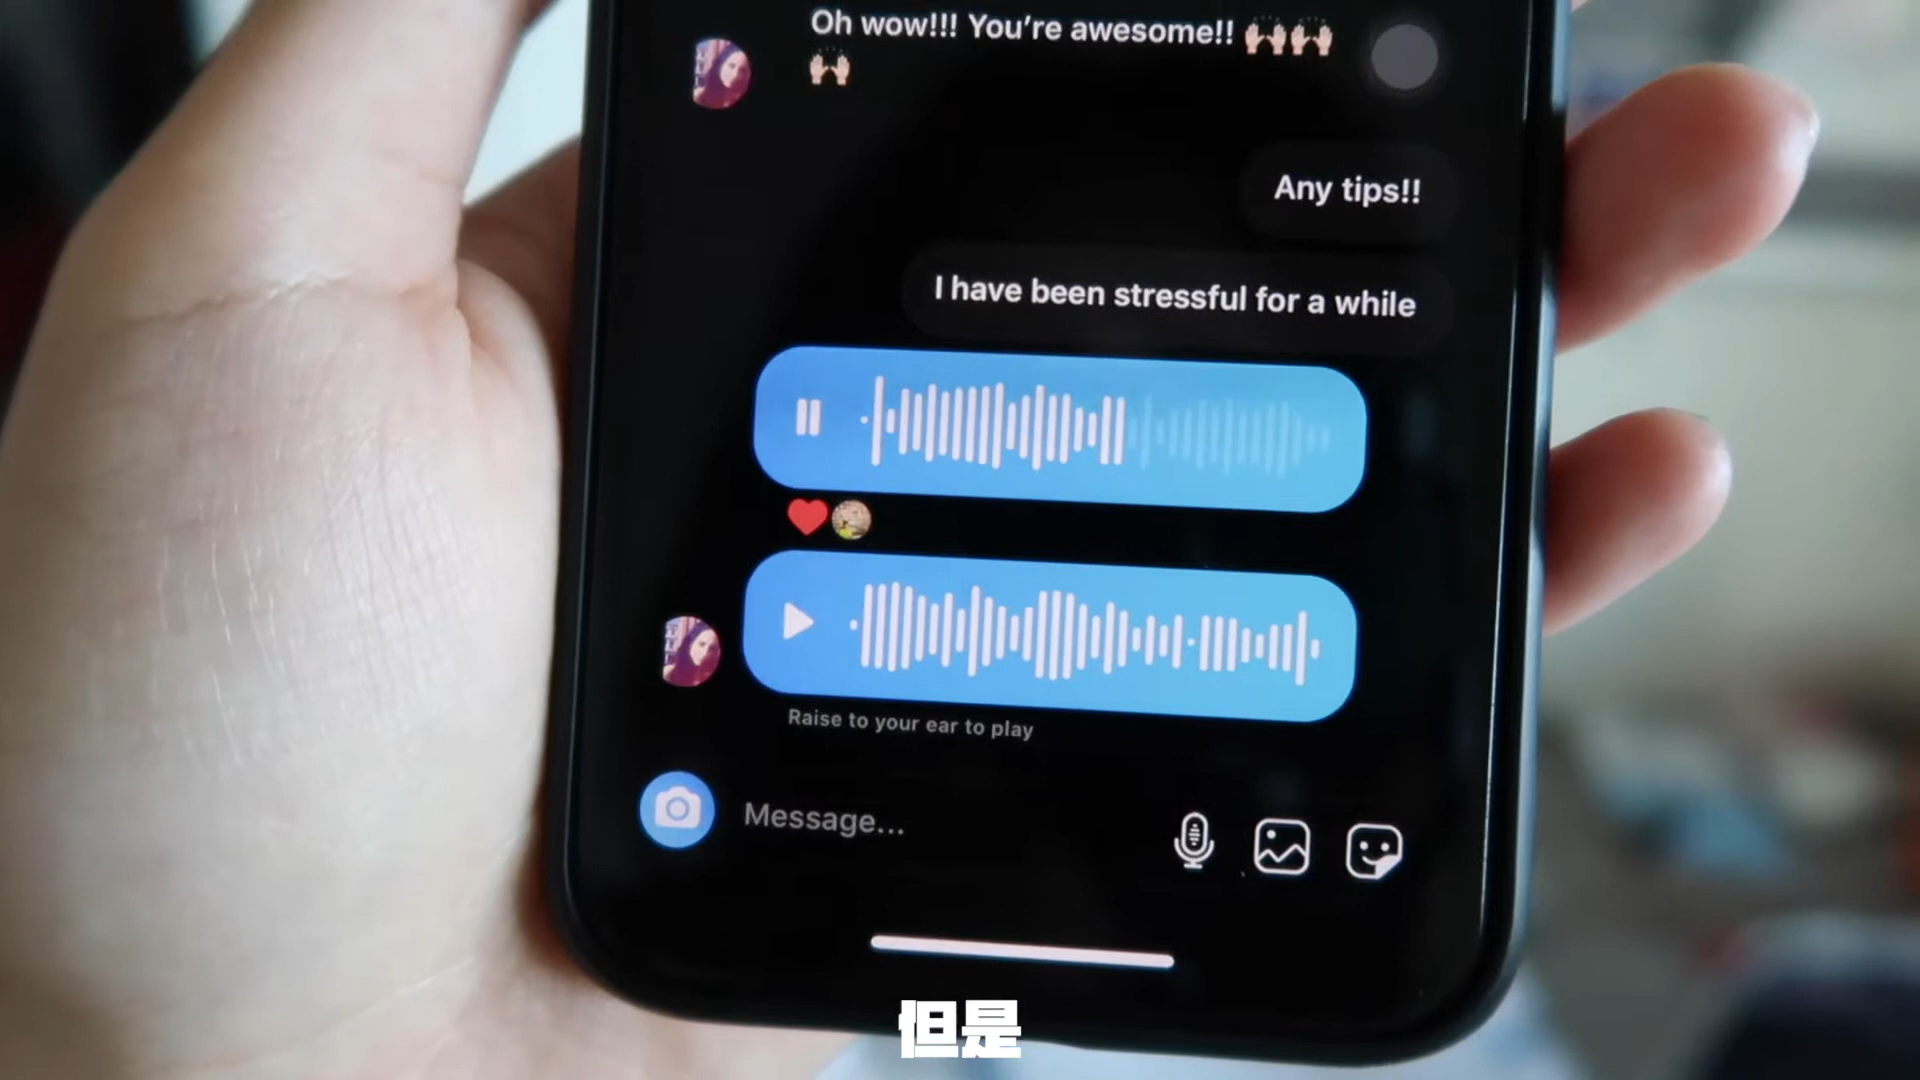 Oh wow!!! You're awesome!! 🙌🏻🙌🏻
🙌🏻
Any tips!!
I have been stressful for a while
Raise to your ear to play
Message...
但是